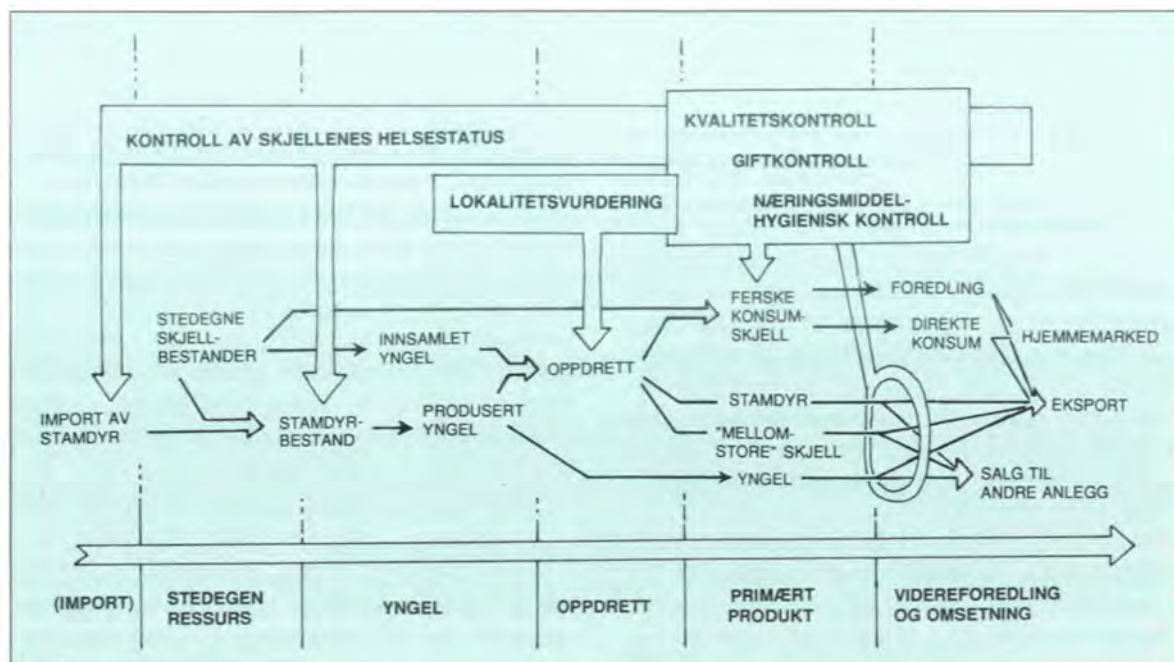 KONTROLL AV SKJELLENES HELSESTATUS
KVALITETSKONTROLL
GIFTKONTROLL
NÆRINGSMIDDEL-
HYGIENISK KONTROLL
LOKALITETSVURDERING
STEDEGNE
SKJELL-
BESTANDER
INNSAMLET
YNGEL
OPPDRETT
FERSKE
KONSUM-
SKJELL
FOREDLING
DIREKTE
KONSUM
HJEMMEMARKED
IMPORT AV
STAMDYR
STAMDYR-
BESTAND
PRODUSERT
YNGEL
STAMDYR
"MELLOM-
STORE" SKJELL
YNGEL
EKSPORT
SALG TIL
ANDRE ANLEGG
(IMPORT)
STEDEGEN
RESSURS
YNGEL
OPPDRETT
PRIMÆRT
PRODUKT
VIDEREFOREDLING
OG OMSETNING